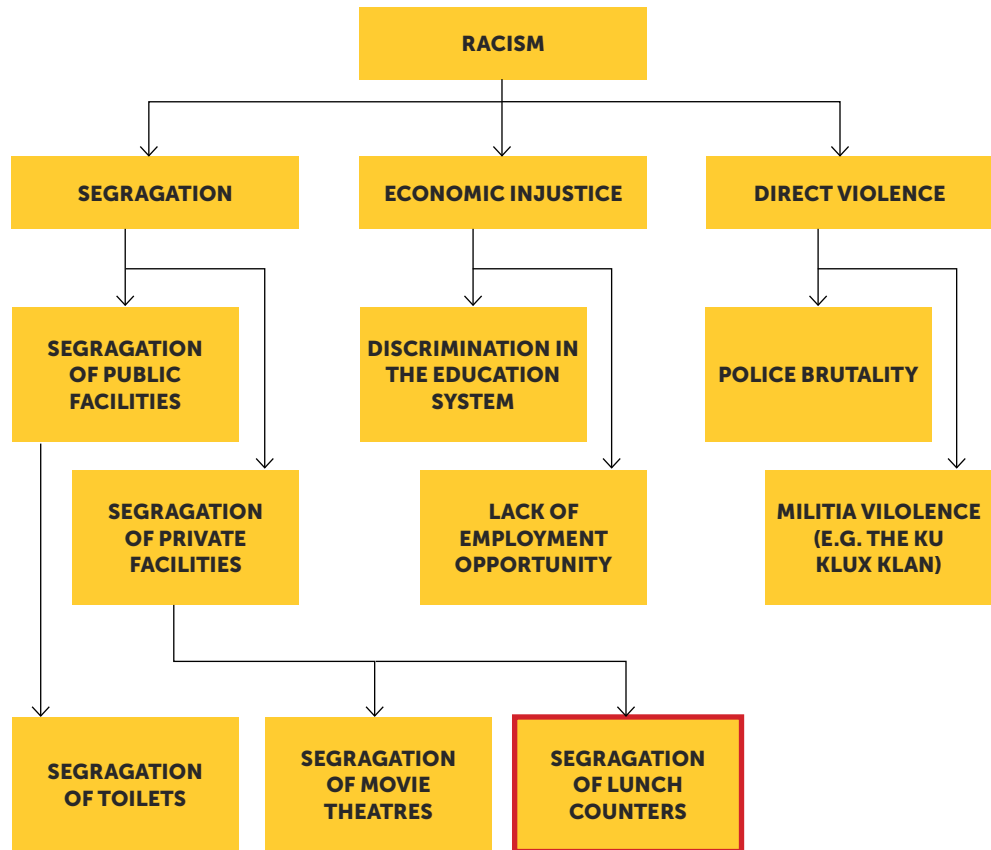 RACISM
SEGRAGATION
ECONOMIC INJUSTICE
DIRECT VIOLENCE
SEGRAGATION
OF PUBLIC
FACILITIES
DISCRIMINATION IN
THE EDUCATION
SYSTEM
POLICE BRUTALITY
SEGRAGATION
OF PRIVATE
FACILITIES
LACK OF
EMPLOYMENT
OPPORTUNITY
MILITIA VILOLENCE
(E.G. THE KU
KLUX KLAN)
SEGRAGATION
OF TOILETS
SEGRAGATION
OF MOVIE
THEATRES
SEGRAGATION
OF LUNCH
COUNTERS